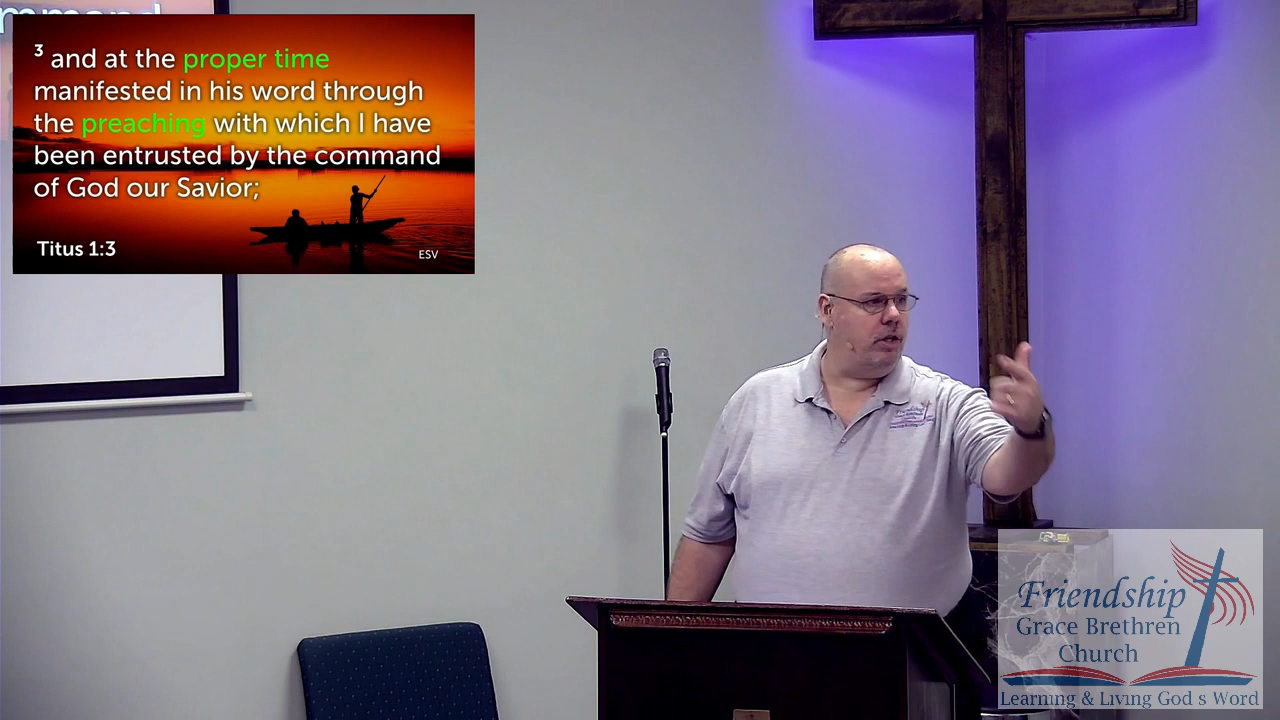 ³ and at the proper time
manifested in his word through
the preaching with which I have
been entrusted by the command
of God our Savior;
Titus 1:3
ESV
Friendship
Grace Brethren
Church
Learning & Living God s Word